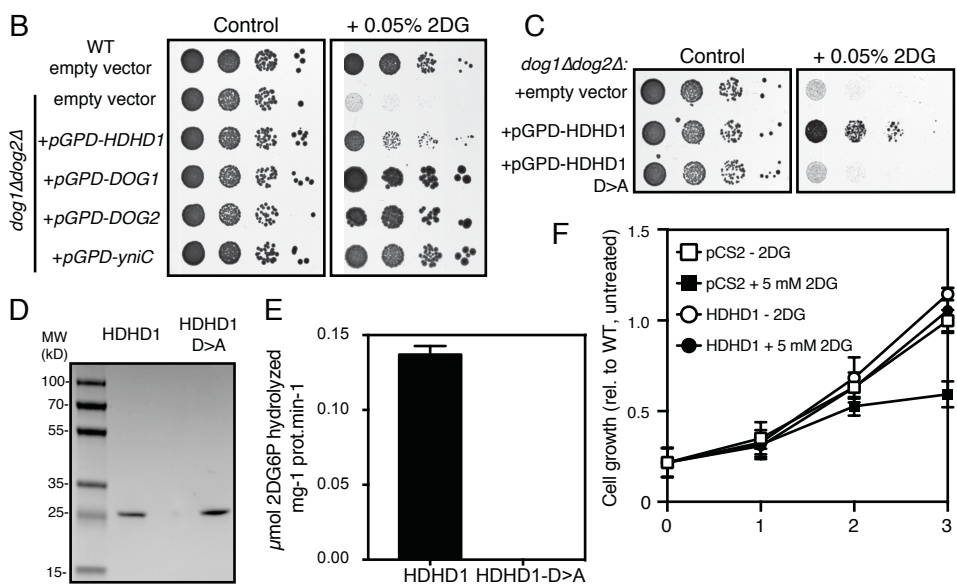 B
Control
+ 0.05% 2DG
WT
empty vector
empty vector
+pGPD-HDHD1
+pGPD-DOG1
+pGPD-DOG2
+pGPD-yniC
dog1Δdog2Δ
C
Control
+ 0.05% 2DG
dog1Δdog2Δ:
+empty vector
+pGPD-HDHD1
+pGPD-HDHD1
D>A
D
MW
(kD)
HDHD1
HDHD1
D>A
100-
70-
55-
35-
25-
15-
E
µmol 2DG6P hydrolyzed
mg-1 prot.min-1
0.15
0.10
0.05
0.00
HDHD1
HDHD1-D>A
F
Cell growth (rel. to WT, untreated)
1.5
1.0
0.5
0
pCS2 - 2DG
pCS2 + 5 mM 2DG
HDHD1 - 2DG
HDHD1 + 5 mM 2DG
0
1
2
3